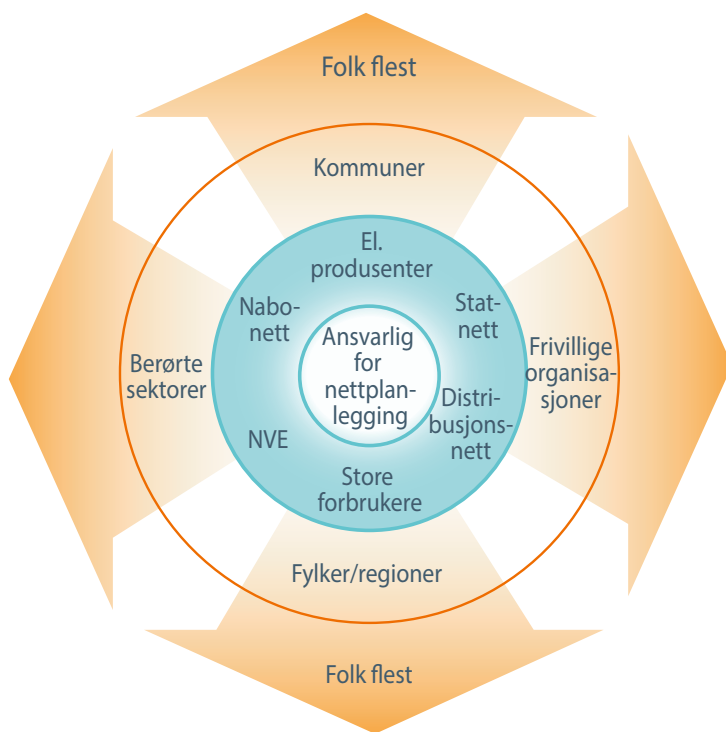 Folk flest
Kommuner
El.
produsenter
Nabo-
nett
Stat-
nett
Ansvarlig
for
nettplan-
legging
Berørte
sektorer
Frivillige
organisa-
sjoner
Distri-
busjons-
nett
NVE
Store
forbrukere
Fylker/regioner
Folk flest